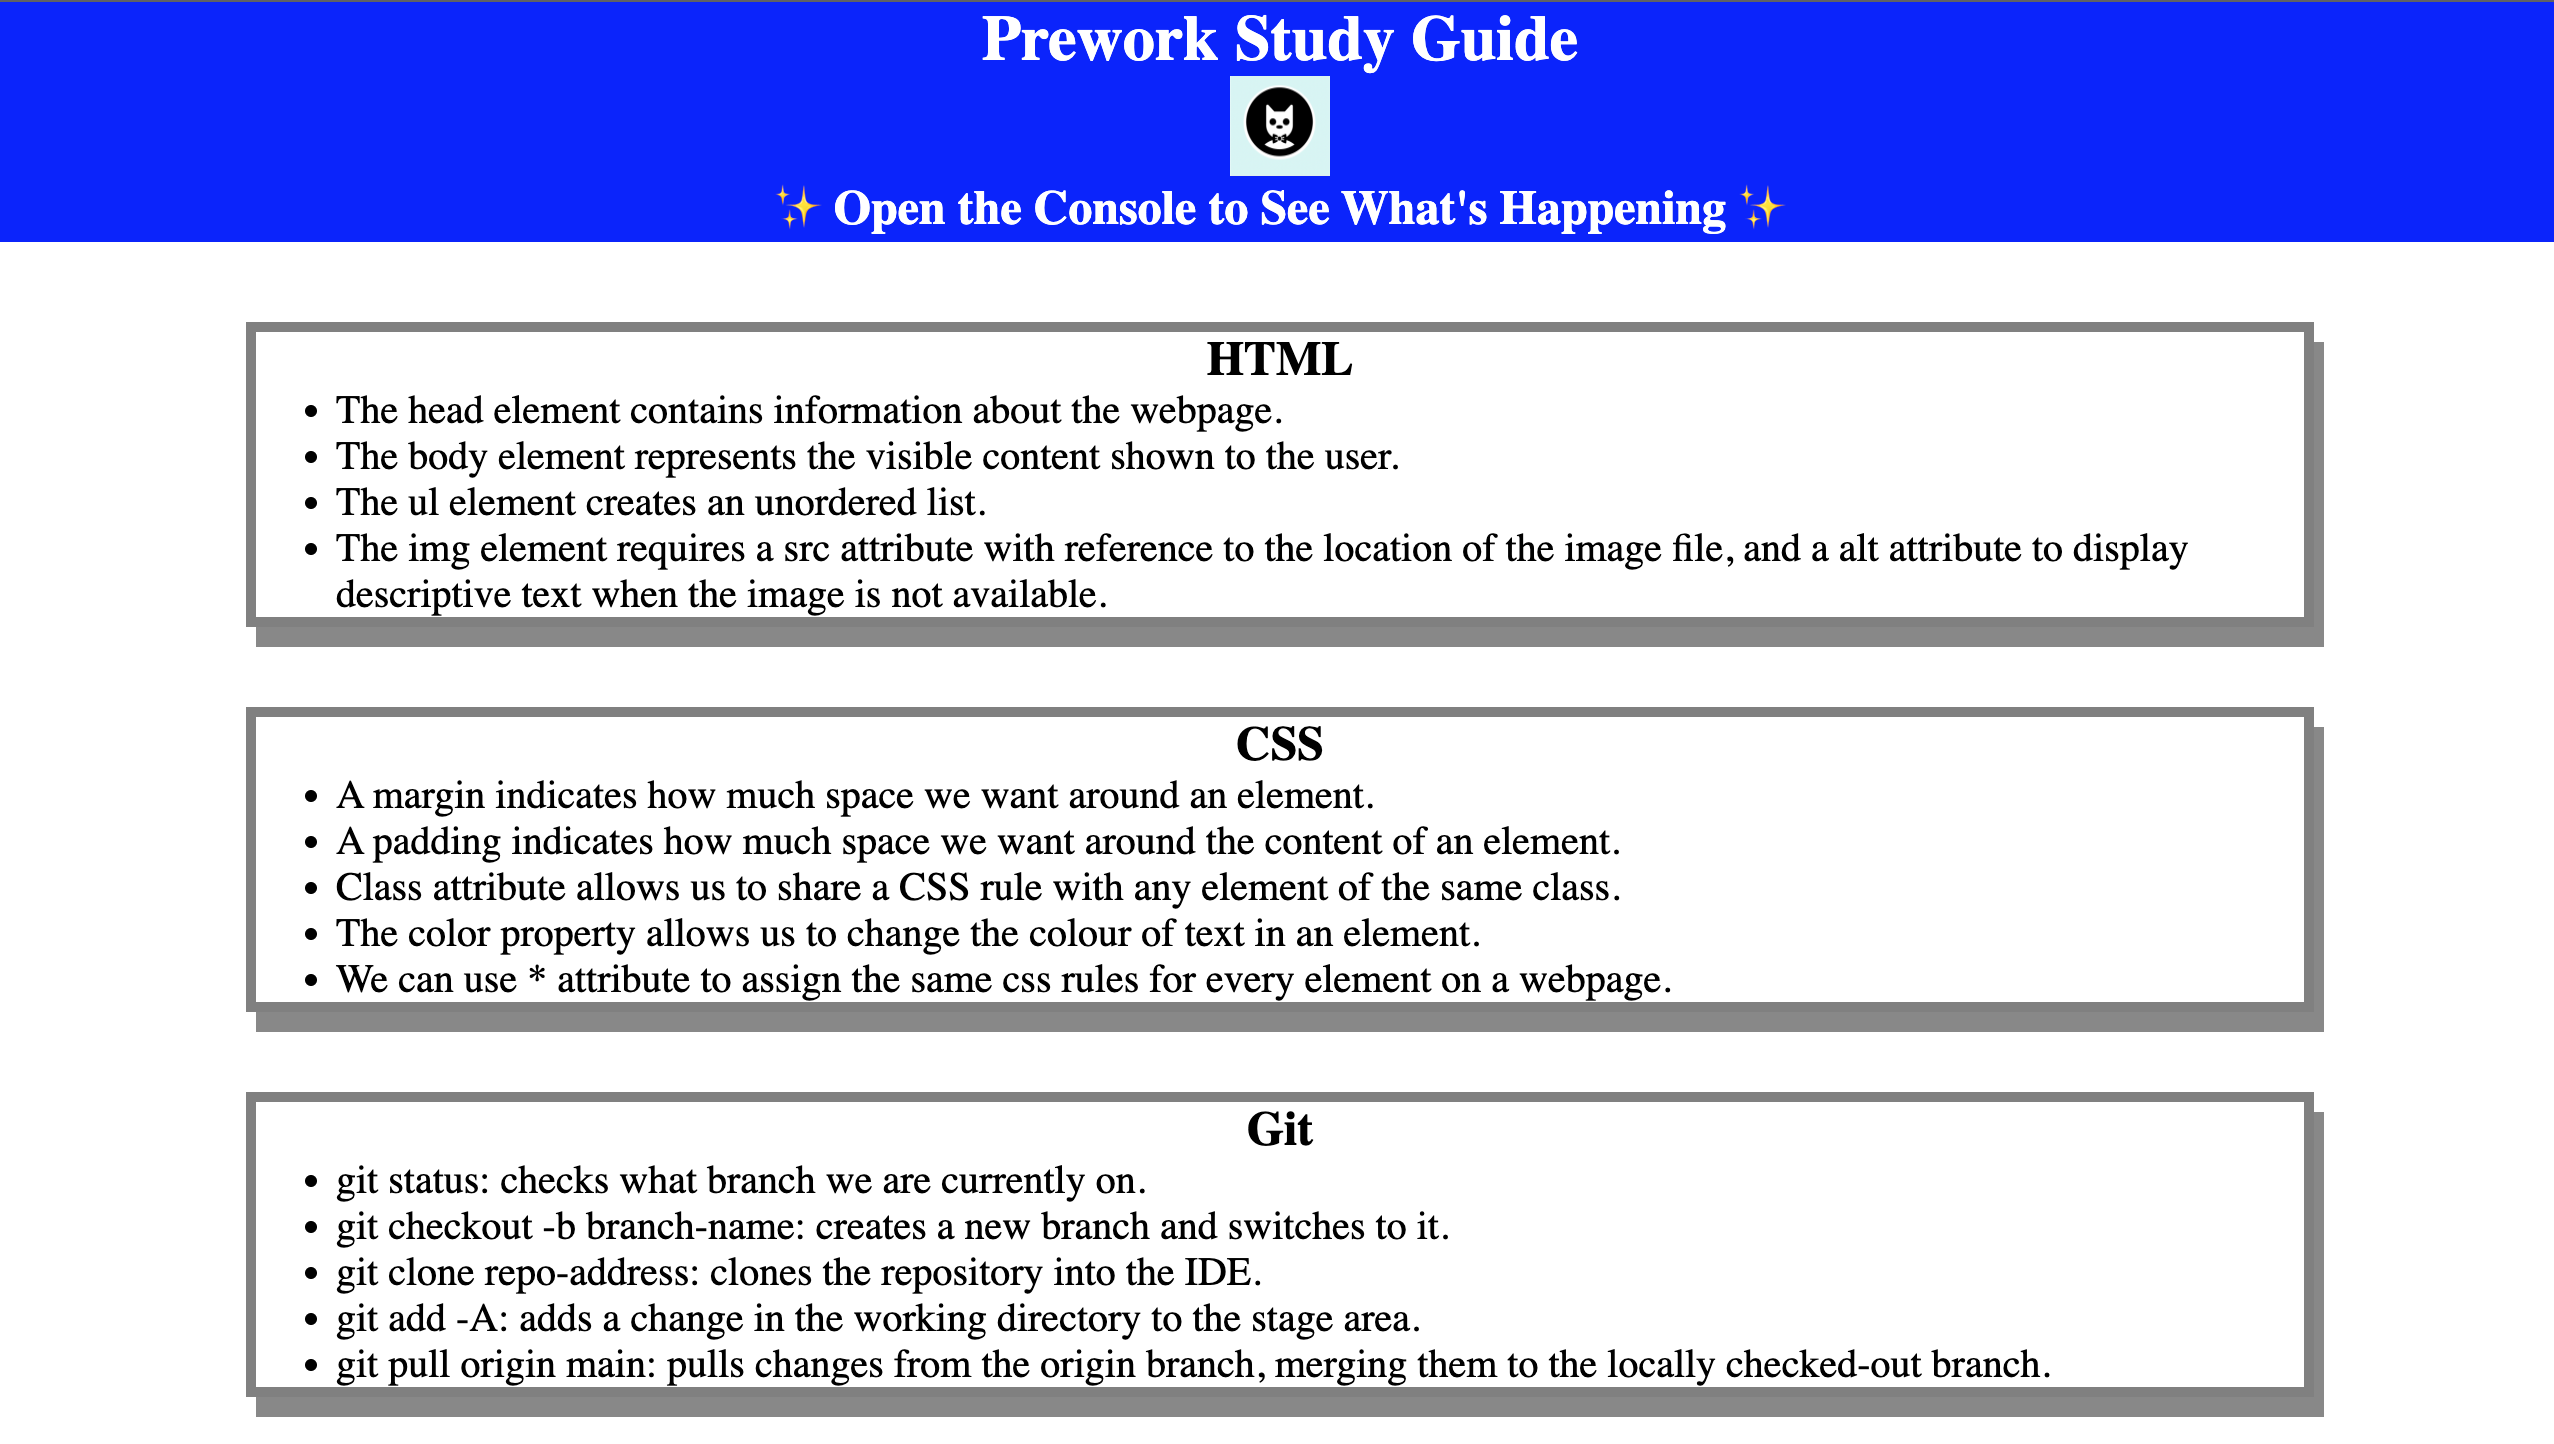 Prework Study Guide
✨ Open the Console to See What's Happening ✨
HTML
• The head element contains information about the webpage.
• The body element represents the visible content shown to the user.
• The ul element creates an unordered list.
• The img element requires a src attribute with reference to the location of the image file, and a alt attribute to display
descriptive text when the image is not available.
CSS
• A margin indicates how much space we want around an element.
• A padding indicates how much space we want around the content of an element.
• Class attribute allows us to share a CSS rule with any element of the same class.
• The color property allows us to change the colour of text in an element.
• We can use * attribute to assign the same css rules for every element on a webpage.
Git
• git status: checks what branch we are currently on.
• git checkout -b branch-name: creates a new branch and switches to it.
• git clone repo-address: clones the repository into the IDE.
• git add -A: adds a change in the working directory to the stage area.
• git pull origin main: pulls changes from the origin branch, merging them to the locally checked-out branch.